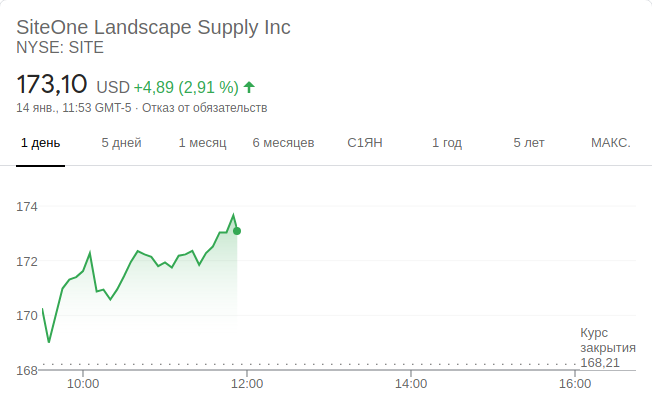 SiteOne Landscape Supply Inc
NYSE: SITE
173,10 USD +4,89 (2,91 %)
14 янв., 11:53 GMT-5 · Отказ от обязательств
1 день 5 дней 1 месяц 6 месяцев С1ЯН 1 год 5 лет МАКС.
174
172
170
Курс
закрытия
168,21
168
10:00 12:00 14:00 16:00